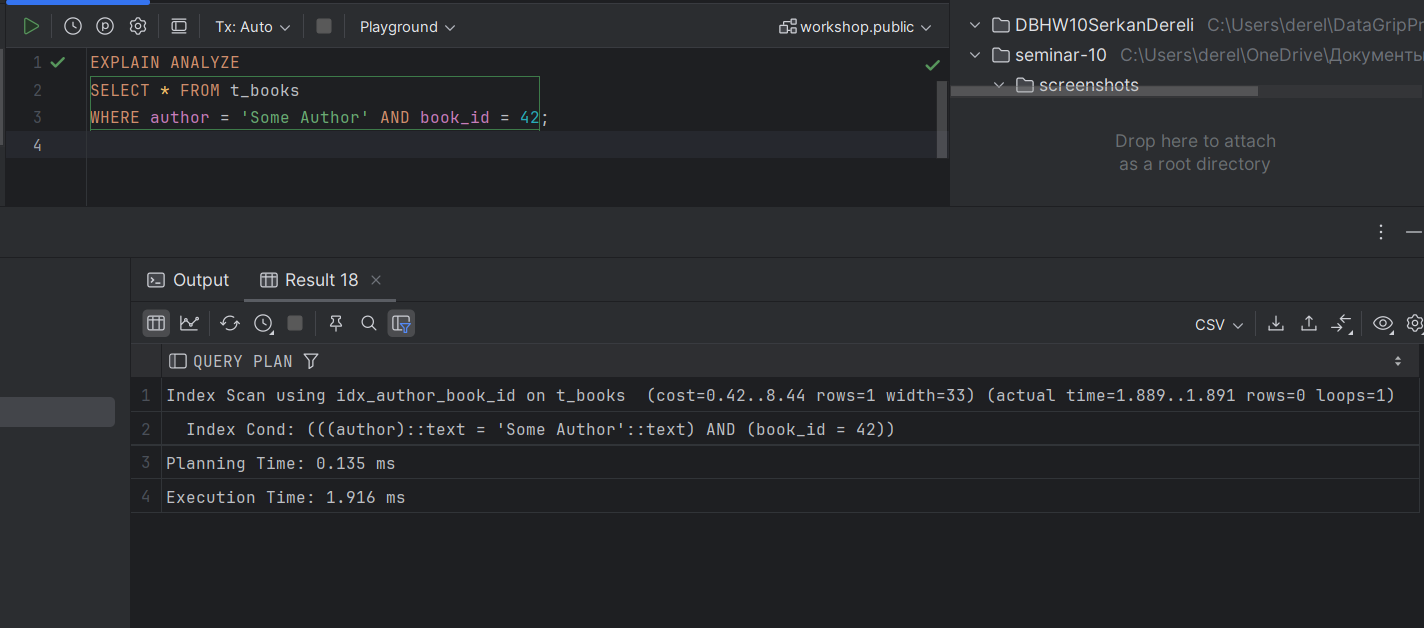 Tx: Auto
Playground
workshop.public
1 EXPLAIN ANALYZE
2 SELECT * FROM t_books
3 WHERE author = 'Some Author' AND book_id = 42;
4
DBHW10SerkanDereli C:\Users\derel\DataGripPr
seminar-10 C:\Users\derel\OneDrive\Документы
screenshots
Drop here to attach
as a root directory
Output
Result 18
CSV
QUERY PLAN
1 Index Scan using idx_author_book_id on t_books (cost=0.42..8.44 rows=1 width=33) (actual time=1.889..1.891 rows=0 loops=1)
2 Index Cond: (((author)::text = 'Some Author'::text) AND (book_id = 42))
3 Planning Time: 0.135 ms
4 Execution Time: 1.916 ms